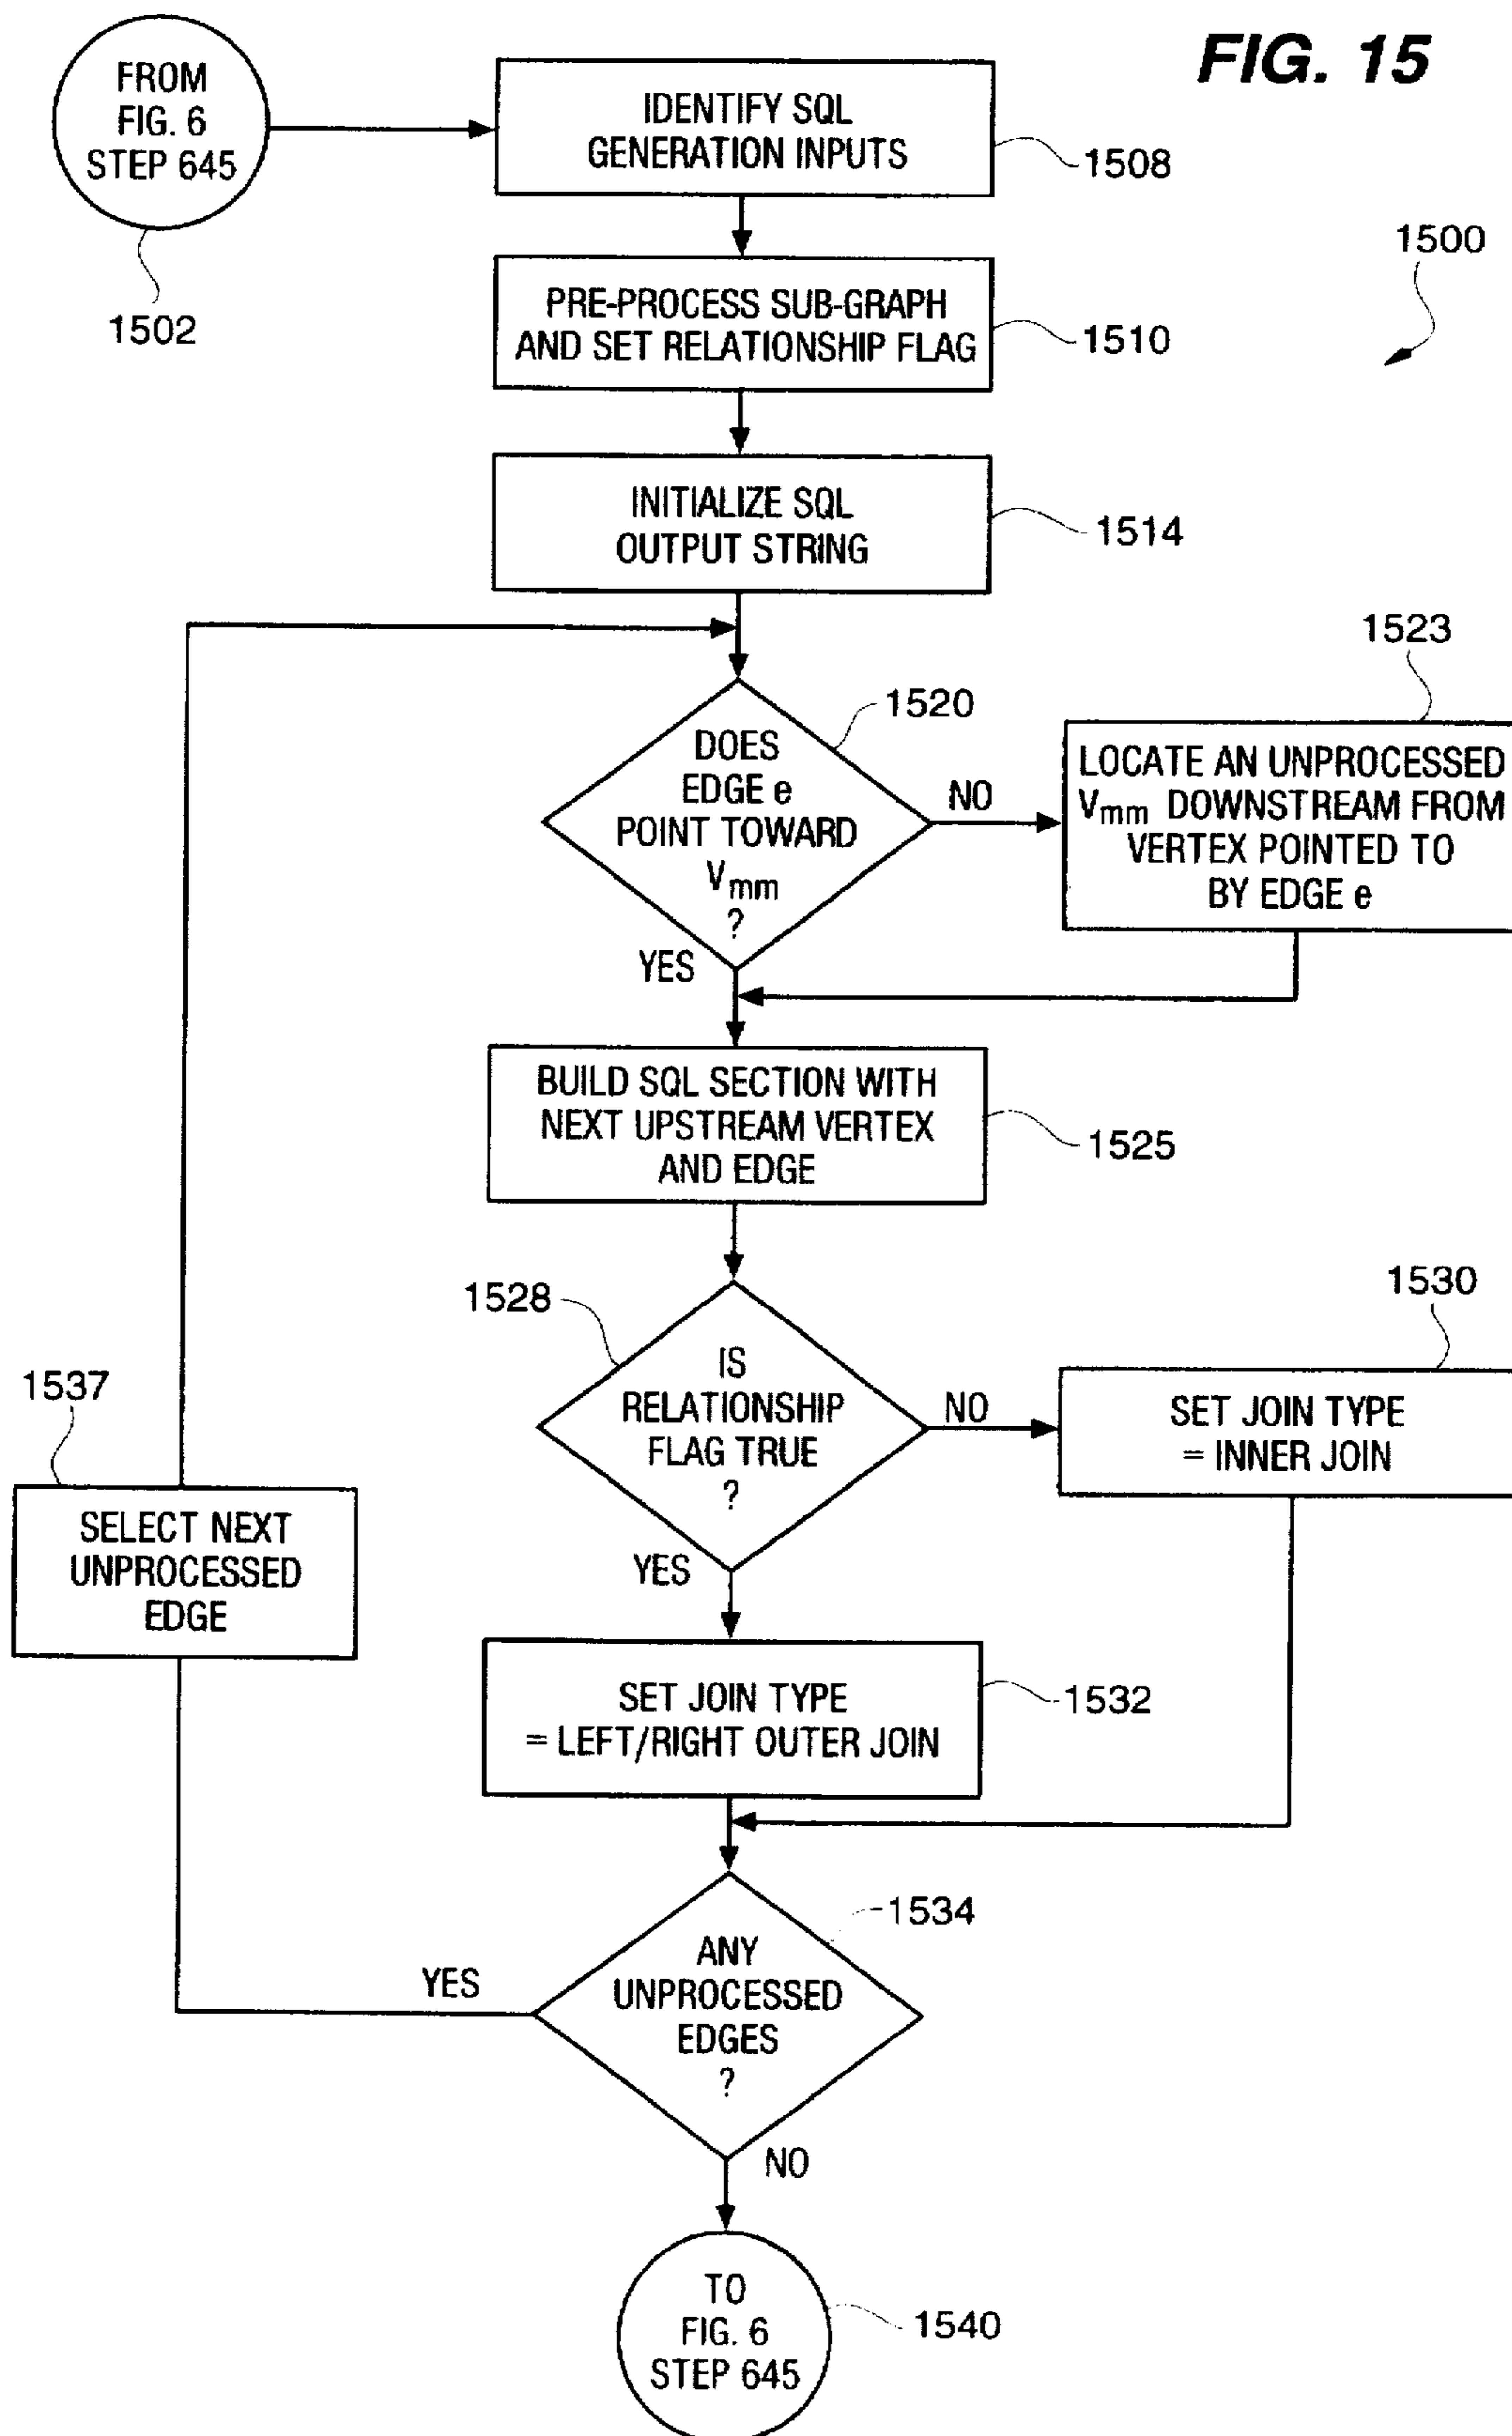 FIG. 15
FROM
FIG. 6
STEP 645
1502
IDENTIFY SQL
GENERATION INPUTS
1508
1500
PRE-PROCESS SUB-GRAPH
AND SET RELATIONSHIP FLAG
1510
INITIALIZE SQL
OUTPUT STRING
1514
1520
DOES
EDGE e
POINT TOWARD
Vmm
?
NO
YES
1523
LOCATE AN UNPROCESSED
Vmm DOWNSTREAM FROM
VERTEX POINTED TO
BY EDGE e
BUILD SQL SECTION WITH
NEXT UPSTREAM VERTEX
AND EDGE
1525
1528
IS
RELATIONSHIP
FLAG TRUE
?
NO
YES
1530
SET JOIN TYPE
= INNER JOIN
1537
SELECT NEXT
UNPROCESSED
EDGE
SET JOIN TYPE
= LEFT/RIGHT OUTER JOIN
1532
1534
ANY
UNPROCESSED
EDGES
?
YES
NO
TO
FIG. 6
STEP 645
1540